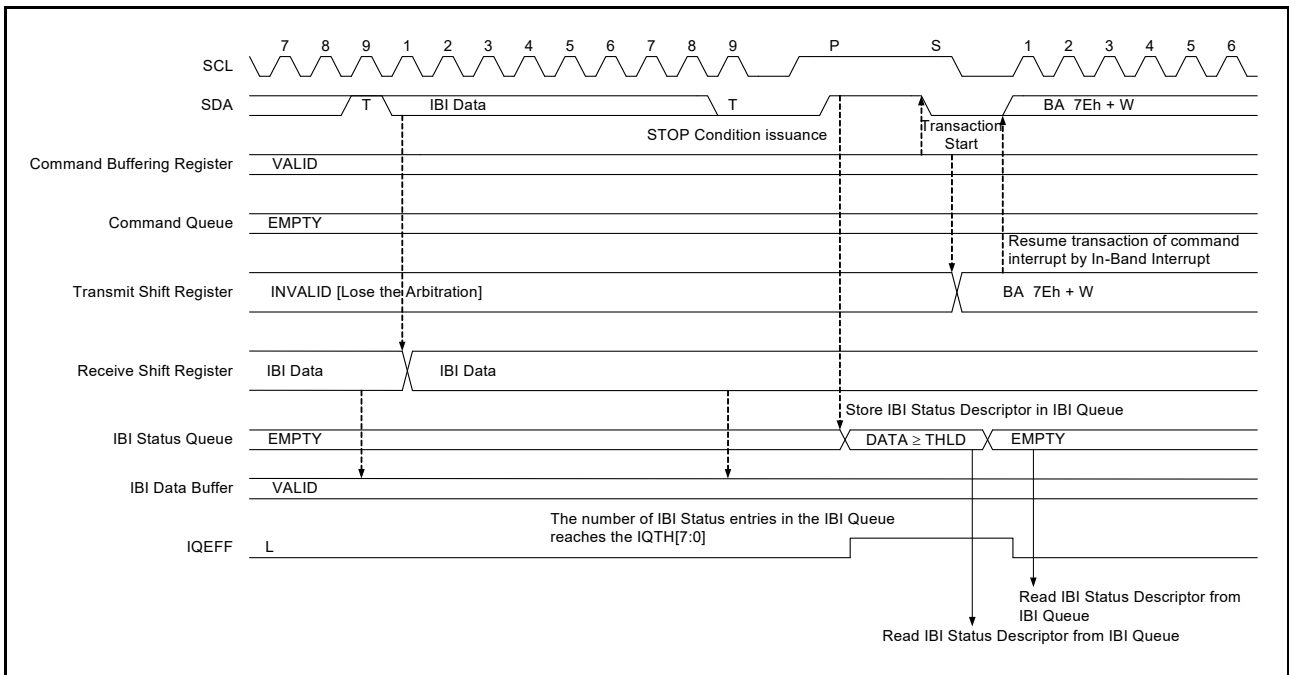 7 8 9 1 2 3 4 5 6 7 8 9 P S 1 2 3 4 5 6
SCL
SDA T IBI Data T BA 7Eh + W
STOP Condition issuance
Transaction
Start
Command Buffering Register VALID
Command Queue EMPTY
Resume transaction of command
interrupt by In-Band Interrupt
Transmit Shift Register INVALID [Lose the Arbitration] BA 7Eh + W
Receive Shift Register IBI Data IBI Data
Store IBI Status Descriptor in IBI Queue
IBI Status Queue EMPTY DATA ≥ THLD EMPTY
IBI Data Buffer VALID
The number of IBI Status entries in the IBI Queue
reaches the IQTH[7:0]
IQEFF L
Read IBI Status Descriptor from
IBI Queue
Read IBI Status Descriptor from IBI Queue